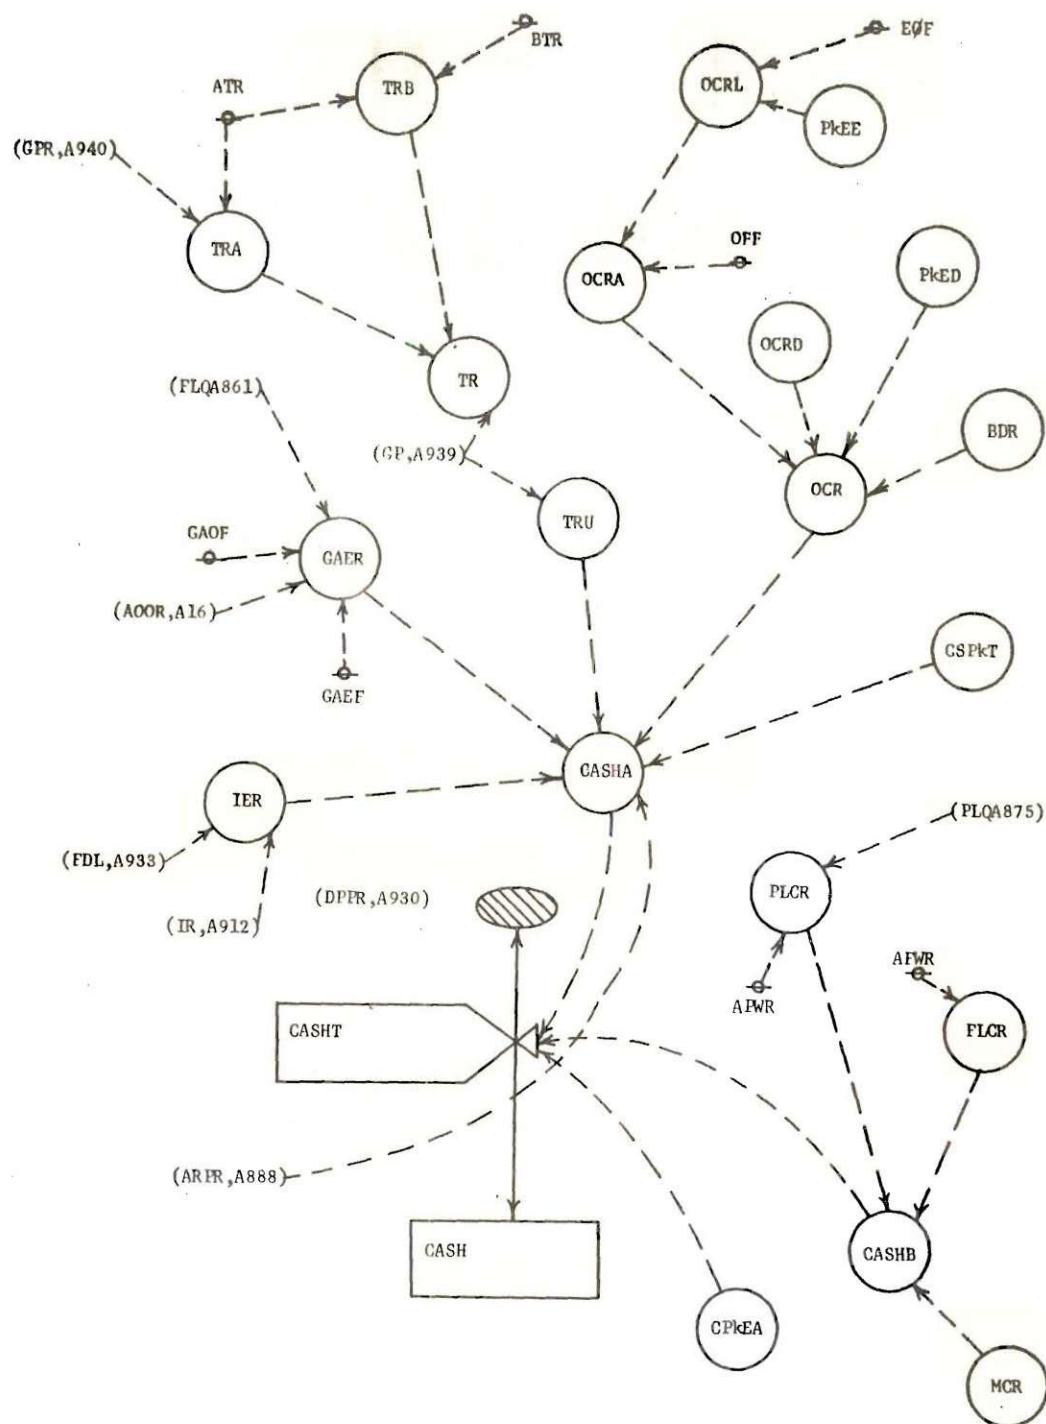 BTR
EØF
ATR
TRB
OCRL
PkEE
(GPR,A940)
TRA
OFF
OCRA
PkED
OCRD
TR
(FLQA861)
BDR
(GP,A939)
OCR
TRU
GAOF
GAER
(AOOR,A16)
CSPkT
GAEF
CASHA
IER
(PLQA875)
(FDL,A933)
(DPPR,A930)
PLCR
(IR,A912)
AFWR
APWR
CASHT
FLCR
(ARPR,A888)
CASH
CASHB
CPkEA
MCR